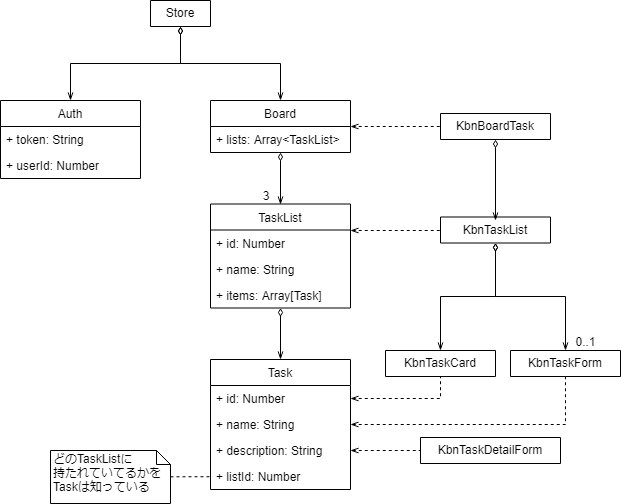 Store
Auth
+ token: String
+ userId: Number
Board
+ lists: Array<TaskList>
KbnBoardTask
3
TaskList
+ id: Number
+ name: String
+ items: Array[Task]
KbnTaskList
0..1
KbnTaskCard
KbnTaskForm
Task
+ id: Number
+ name: String
+ description: String
+ listId: Number
KbnTaskDetailForm
どのTaskListに
持たれていてるかを
Taskは知っている